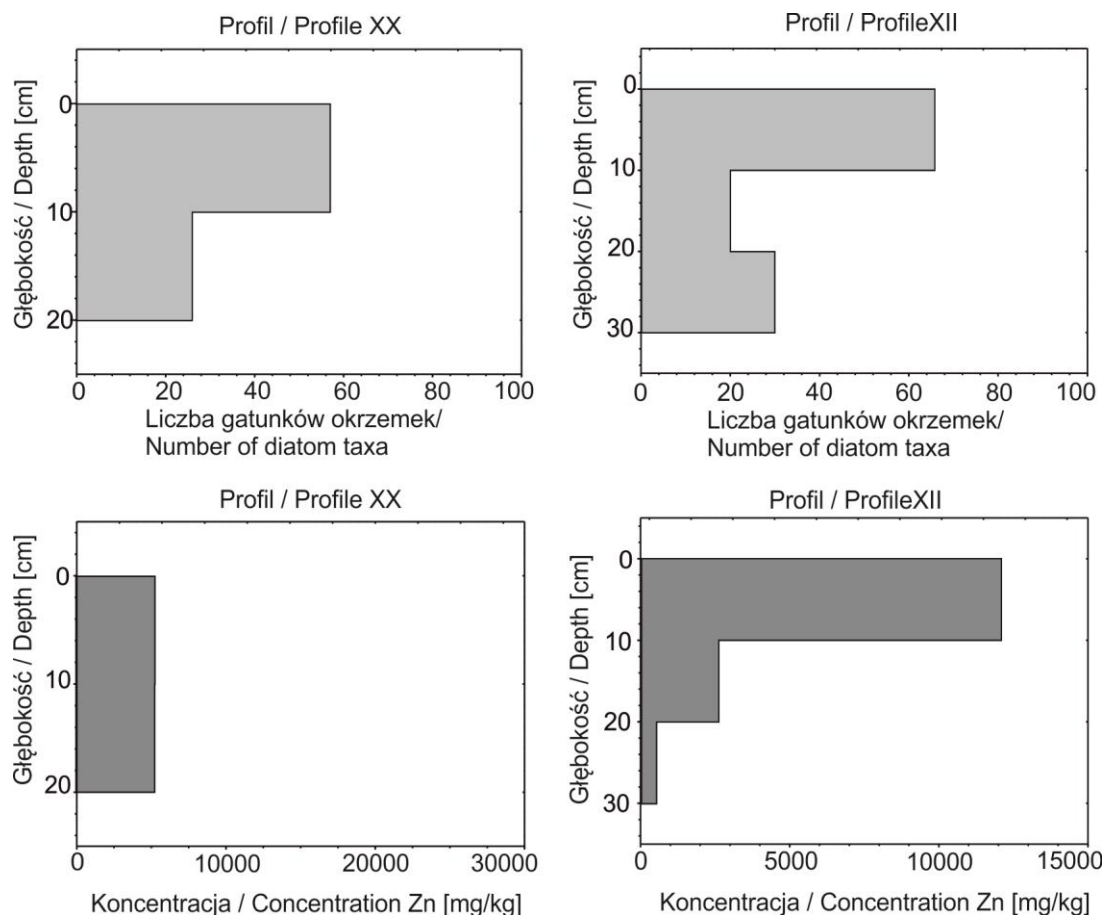 Profil / Profile XX
Głębokość / Depth [cm]
0
10
20
0 20 40 60 80 100
Liczba gatunków okrzemek/
Number of diatom taxa
Profil / ProfileXII
Głębokość / Depth [cm]
0
10
20
30
0 20 40 60 80 100
Liczba gatunków okrzemek/
Number of diatom taxa
Profil / Profile XX
Głębokość / Depth [cm]
0
10
20
0 10000 20000 30000
Koncentracja / Concentration Zn [mg/kg]
Profil / ProfileXII
Głębokość / Depth [cm]
0
10
20
30
0 5000 10000 15000
Koncentracja / Concentration Zn [mg/kg]